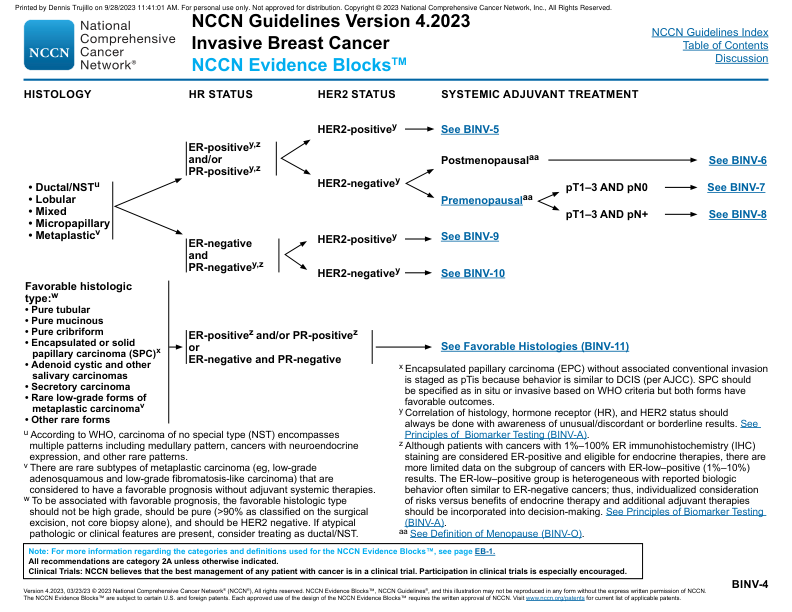 Printed by Dennis Trujillo on 9/28/2023 11:41:01 AM. For personal use only. Not approved for distribution. Copyright © 2023 National Comprehensive Cancer Network, Inc., All Rights Reserved.
NCCN
National
Comprehensive
Cancer
Network®
NCCN Guidelines Version 4.2023
Invasive Breast Cancer
NCCN Evidence Blocks™
NCCN Guidelines Index
Table of Contents
Discussion
HISTOLOGY
HR STATUS
HER2 STATUS
SYSTEMIC ADJUVANT TREATMENT
• Ductal/NSTu
• Lobular
• Mixed
• Micropapillary
• Metaplasticv
ER-positivey,z
and/or
PR-positivey,z
HER2-positivey
See BINV-5
HER2-negativey
Postmenopausalaa
See BINV-6
Premenopausalaa
pT1–3 AND pN0
See BINV-7
pT1–3 AND pN+
See BINV-8
ER-negative
and
PR-negativey,z
HER2-positivey
See BINV-9
HER2-negativey
See BINV-10
Favorable histologic
type:w
• Pure tubular
• Pure mucinous
• Pure cribriform
• Encapsulated or solid
papillary carcinoma (SPC)x
• Adenoid cystic and other
salivary carcinomas
• Secretory carcinoma
• Rare low-grade forms of
metaplastic carcinomav
• Other rare forms
ER-positivez and/or PR-positivez
or
ER-negative and PR-negative
See Favorable Histologies (BINV-11)
u According to WHO, carcinoma of no special type (NST) encompasses
multiple patterns including medullary pattern, cancers with neuroendocrine
expression, and other rare patterns.
v There are rare subtypes of metaplastic carcinoma (eg, low-grade
adenosquamous and low-grade fibromatosis-like carcinoma) that are
considered to have a favorable prognosis without adjuvant systemic therapies.
w To be associated with favorable prognosis, the favorable histologic type
should not be high grade, should be pure (>90% as classified on the surgical
excision, not core biopsy alone), and should be HER2 negative. If atypical
pathologic or clinical features are present, consider treating as ductal/NST.
x Encapsulated papillary carcinoma (EPC) without associated conventional invasion
is staged as pTis because behavior is similar to DCIS (per AJCC). SPC should
be specified as in situ or invasive based on WHO criteria but both forms have
favorable outcomes.
y Correlation of histology, hormone receptor (HR), and HER2 status should
always be done with awareness of unusual/discordant or borderline results. See
Principles of Biomarker Testing (BINV-A).
z Although patients with cancers with 1%–100% ER immunohistochemistry (IHC)
staining are considered ER-positive and eligible for endocrine therapies, there are
more limited data on the subgroup of cancers with ER-low–positive (1%–10%)
results. The ER-low–positive group is heterogeneous with reported biologic
behavior often similar to ER-negative cancers; thus, individualized consideration
of risks versus benefits of endocrine therapy and additional adjuvant therapies
should be incorporated into decision-making. See Principles of Biomarker Testing
(BINV-A).
aa See Definition of Menopause (BINV-O).
Note: For more information regarding the categories and definitions used for the NCCN Evidence Blocks™, see page EB-1.
All recommendations are category 2A unless otherwise indicated.
Clinical Trials: NCCN believes that the best management of any patient with cancer is in a clinical trial. Participation in clinical trials is especially encouraged.
BINV-4
Version 4.2023, 03/23/23 © 2023 National Comprehensive Cancer Network® (NCCN®), All rights reserved. NCCN Evidence Blocks™, NCCN Guidelines®, and this illustration may not be reproduced in any form without the express written permission of NCCN.
The NCCN Evidence Blocks™ are subject to certain U.S. and foreign patents. Each approved use of the design of the NCCN Evidence Blocks™ requires the written approval of NCCN. Visit www.nccn.org/patents for current list of applicable patents.